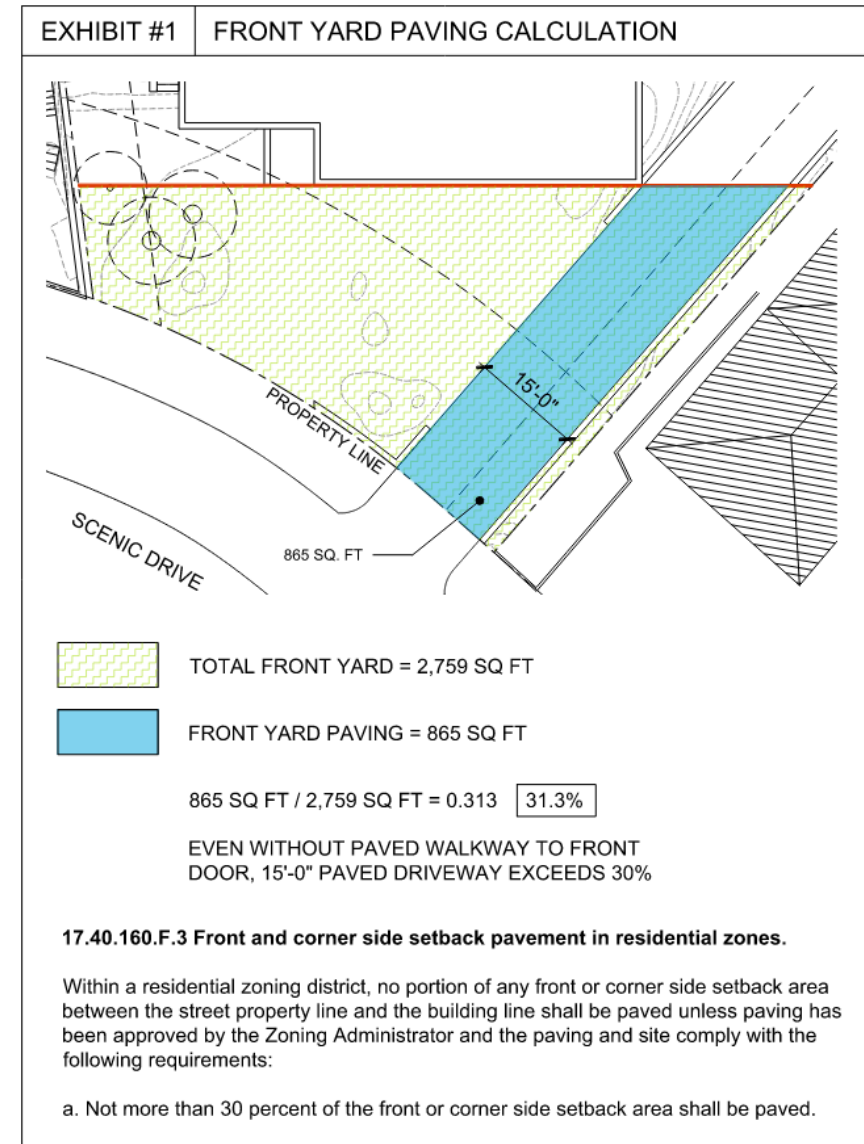 EXHIBIT #1
FRONT YARD PAVING CALCULATION
15'-0"
PROPERTY LINE
SCENIC DRIVE
865 SQ. FT
TOTAL FRONT YARD = 2,759 SQ FT
FRONT YARD PAVING = 865 SQ FT
865 SQ FT / 2,759 SQ FT = 0.313 31.3%
EVEN WITHOUT PAVED WALKWAY TO FRONT
DOOR, 15'-0" PAVED DRIVEWAY EXCEEDS 30%
17.40.160.F.3 Front and corner side setback pavement in residential zones.
Within a residential zoning district, no portion of any front or corner side setback area
between the street property line and the building line shall be paved unless paving has
been approved by the Zoning Administrator and the paving and site comply with the
following requirements:
a. Not more than 30 percent of the front or corner side setback area shall be paved.